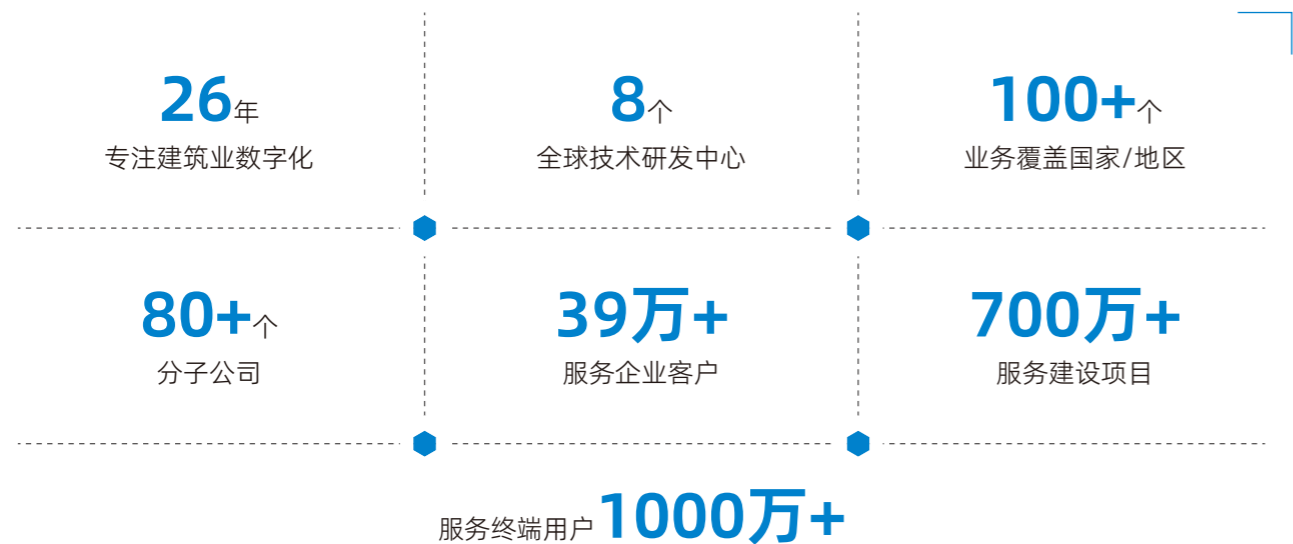 26年
专注建筑业数字化
8个
全球技术研发中心
100+个
业务覆盖国家/地区
80+个
分子公司
39万+
服务企业客户
700万+
服务建设项目
服务终端用户1000万+